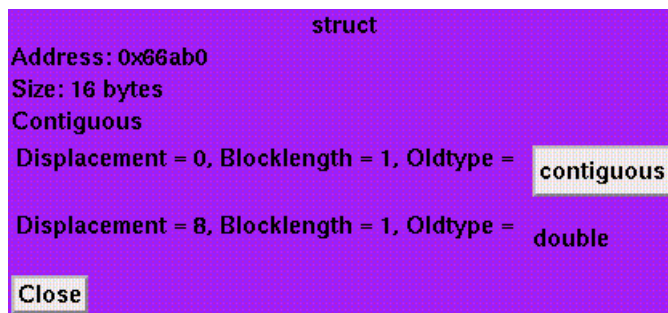 struct
Address: 0x66ab0
Size: 16 bytes
Contiguous
Displacement = 0, Blocklength = 1, Oldtype = contiguous
Displacement = 8, Blocklength = 1, Oldtype = double
Close